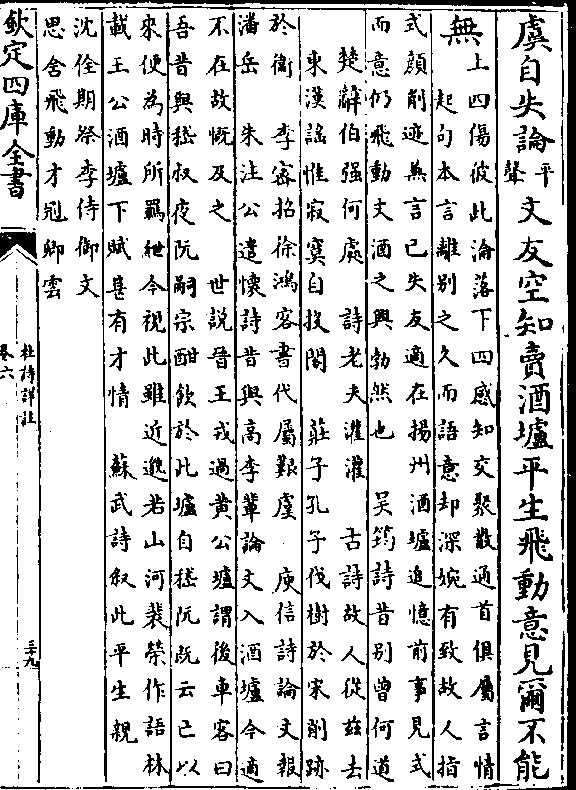 虞自失論平聲文友空知賣酒壚平生飛動意見爾不能
無
上四傷彼此淪落下四感知交聚散通首俱屬言情
起句本言離別之久而語意却深婉有致故人指
式顔削迹無言已失友適在揚州酒壚追憶前事見式
而意仍飛動文酒之興勃然也　吳筠詩昔別曾何道
楚辭伯强何處　詩老夫灌灌　古詩故人從兹去
東漢謡惟寂寞自投閣　莊子孔子伐樹於宋削跡
於衛　李密招徐鴻客書代屬艱虞　庾信詩論文報
潘岳　朱注公遣懷詩昔與高李輩論文入酒壚今適
不在故慨及之　世說晉王戎過黄公壚謂後車客曰
吾昔與嵇叔夜阮嗣宗酣飲於此壚自嵇阮既云亡以
來便為時所羈紲今視此雖近邈若山河裴榮作語林
載王公酒壚下賦甚有才情　蘇武詩叙此平生親
沈佺期祭李侍御文
思舍飛動才冠卿雲
欽定四庫全書
杜詩詳註
卷六
三十九